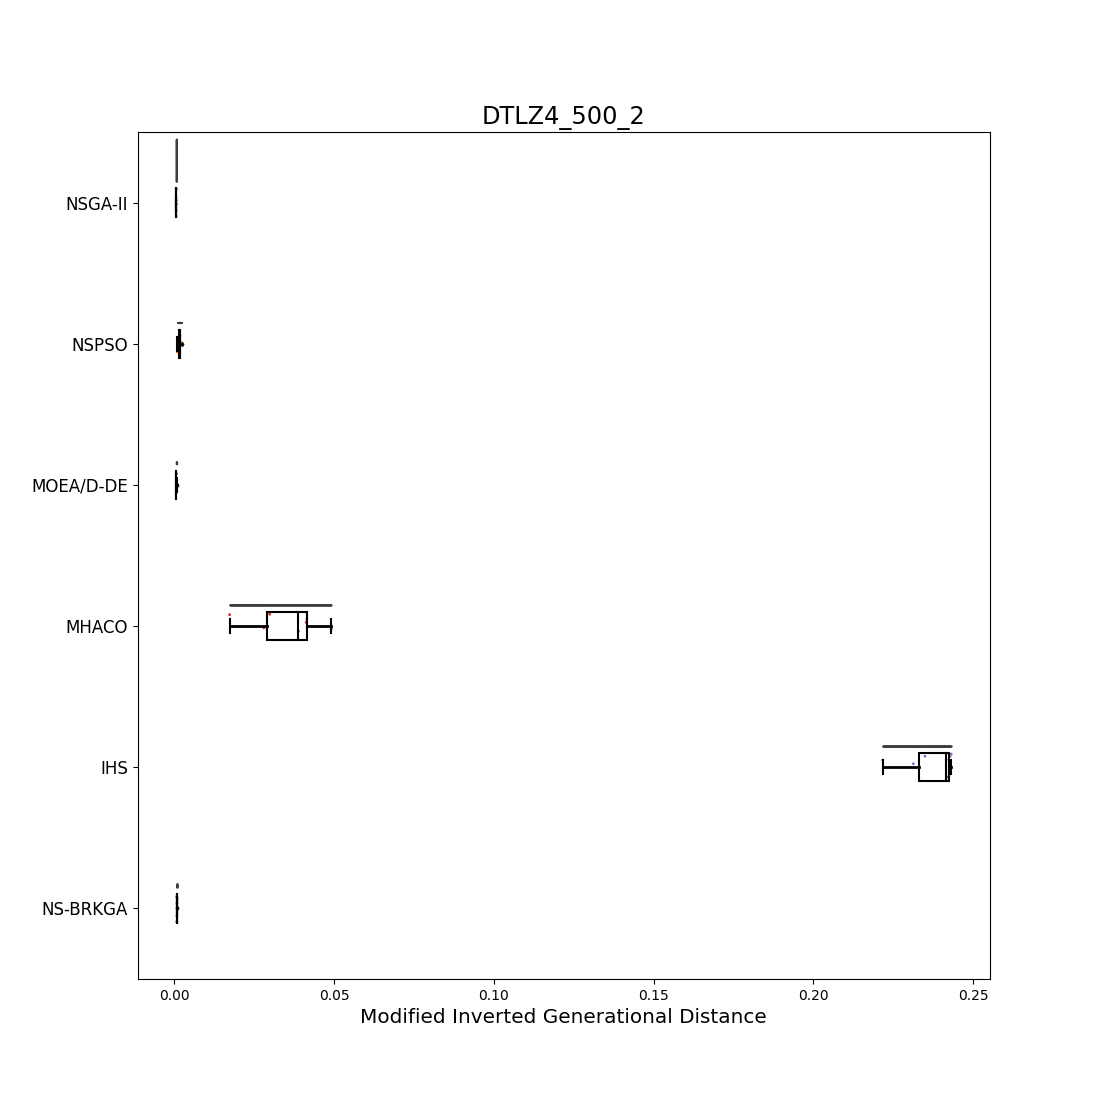 DTLZ4_500_2
NSGA-II
NSPSO
MOEA/D-DE
MHACO
IHS
NS-BRKGA
0.00 0.05 0.10 0.15 0.20 0.25
Modified Inverted Generational Distance